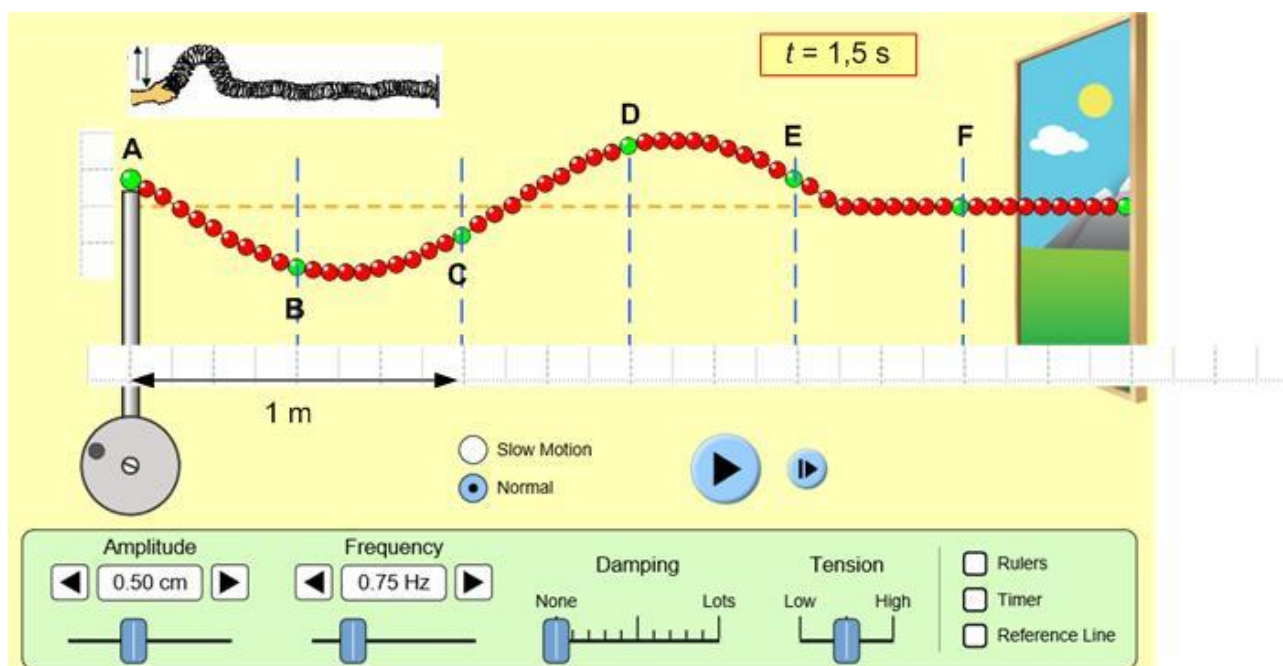 t = 1,5 s
A
D
E
F
C
B
1 m
Slow Motion
Normal
Amplitude
0.50 cm
Frequency
0.75 Hz
Damping
None
Lots
Tension
Low
High
Rulers
Timer
Reference Line